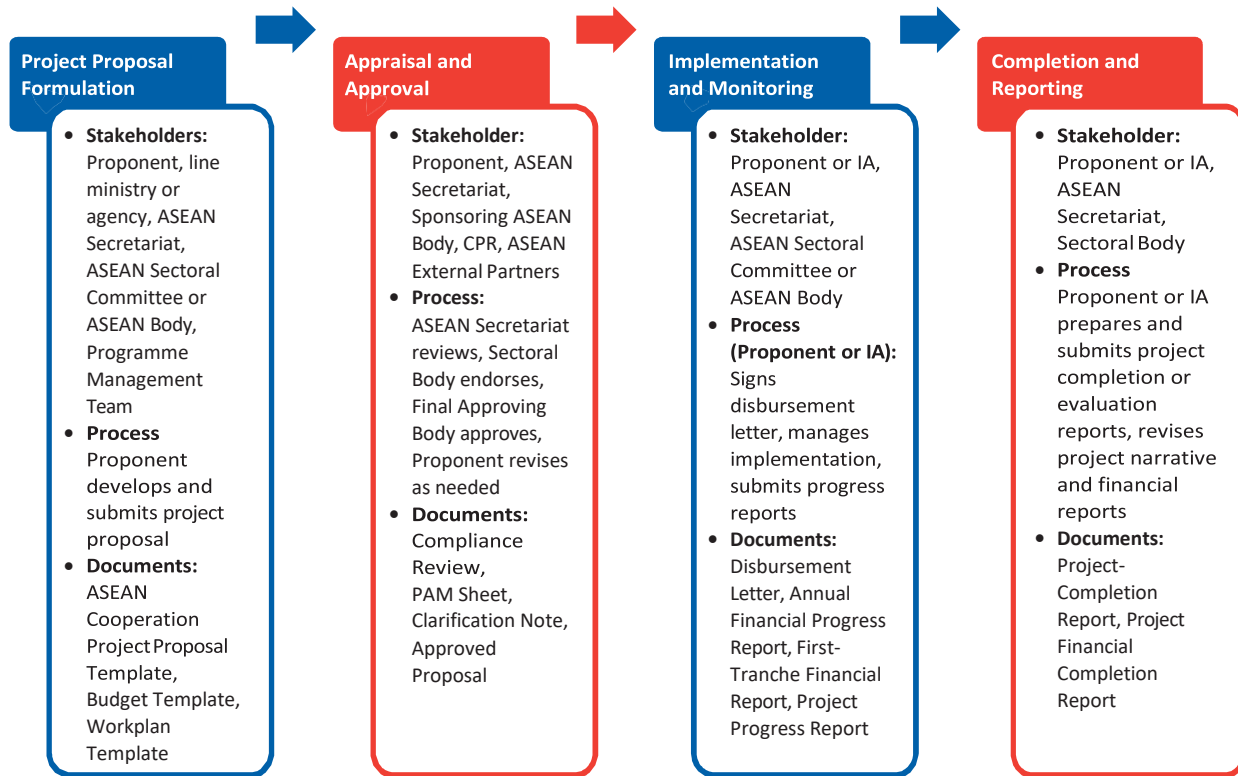 Project Proposal
Formulation
• Stakeholders:
Proponent, line
ministry or
agency, ASEAN
Secretariat,
ASEAN Sectoral
Committee or
ASEAN Body,
Programme
Management
Team
• Process
Proponent
develops and
submits project
proposal
• Documents:
ASEAN
Cooperation
Project Proposal
Template,
Budget Template,
Workplan
Template
Appraisal and
Approval
• Stakeholder:
Proponent, ASEAN
Secretariat,
Sponsoring ASEAN
Body, CPR, ASEAN
External Partners
• Process:
ASEAN Secretariat
reviews, Sectoral
Body endorses,
Final Approving
Body approves,
Proponent revises
as needed
• Documents:
Compliance
Review,
PAM Sheet,
Clarification Note,
Approved
Proposal
Implementation
and Monitoring
• Stakeholder:
Proponent or IA,
ASEAN
Secretariat,
ASEAN Sectoral
Committee or
ASEAN Body
• Process
(Proponent or IA):
Signs
disbursement
letter, manages
implementation,
submits progress
reports
• Documents:
Disbursement
Letter, Annual
Financial Progress
Report, First-
Tranche Financial
Report, Project
Progress Report
Completion and
Reporting
• Stakeholder:
Proponent or IA,
ASEAN
Secretariat,
Sectoral Body
• Process
Proponent or IA
prepares and
submits project
completion or
evaluation
reports, revises
project narrative
and financial
reports
• Documents:
Project-
Completion
Report, Project
Financial
Completion
Report